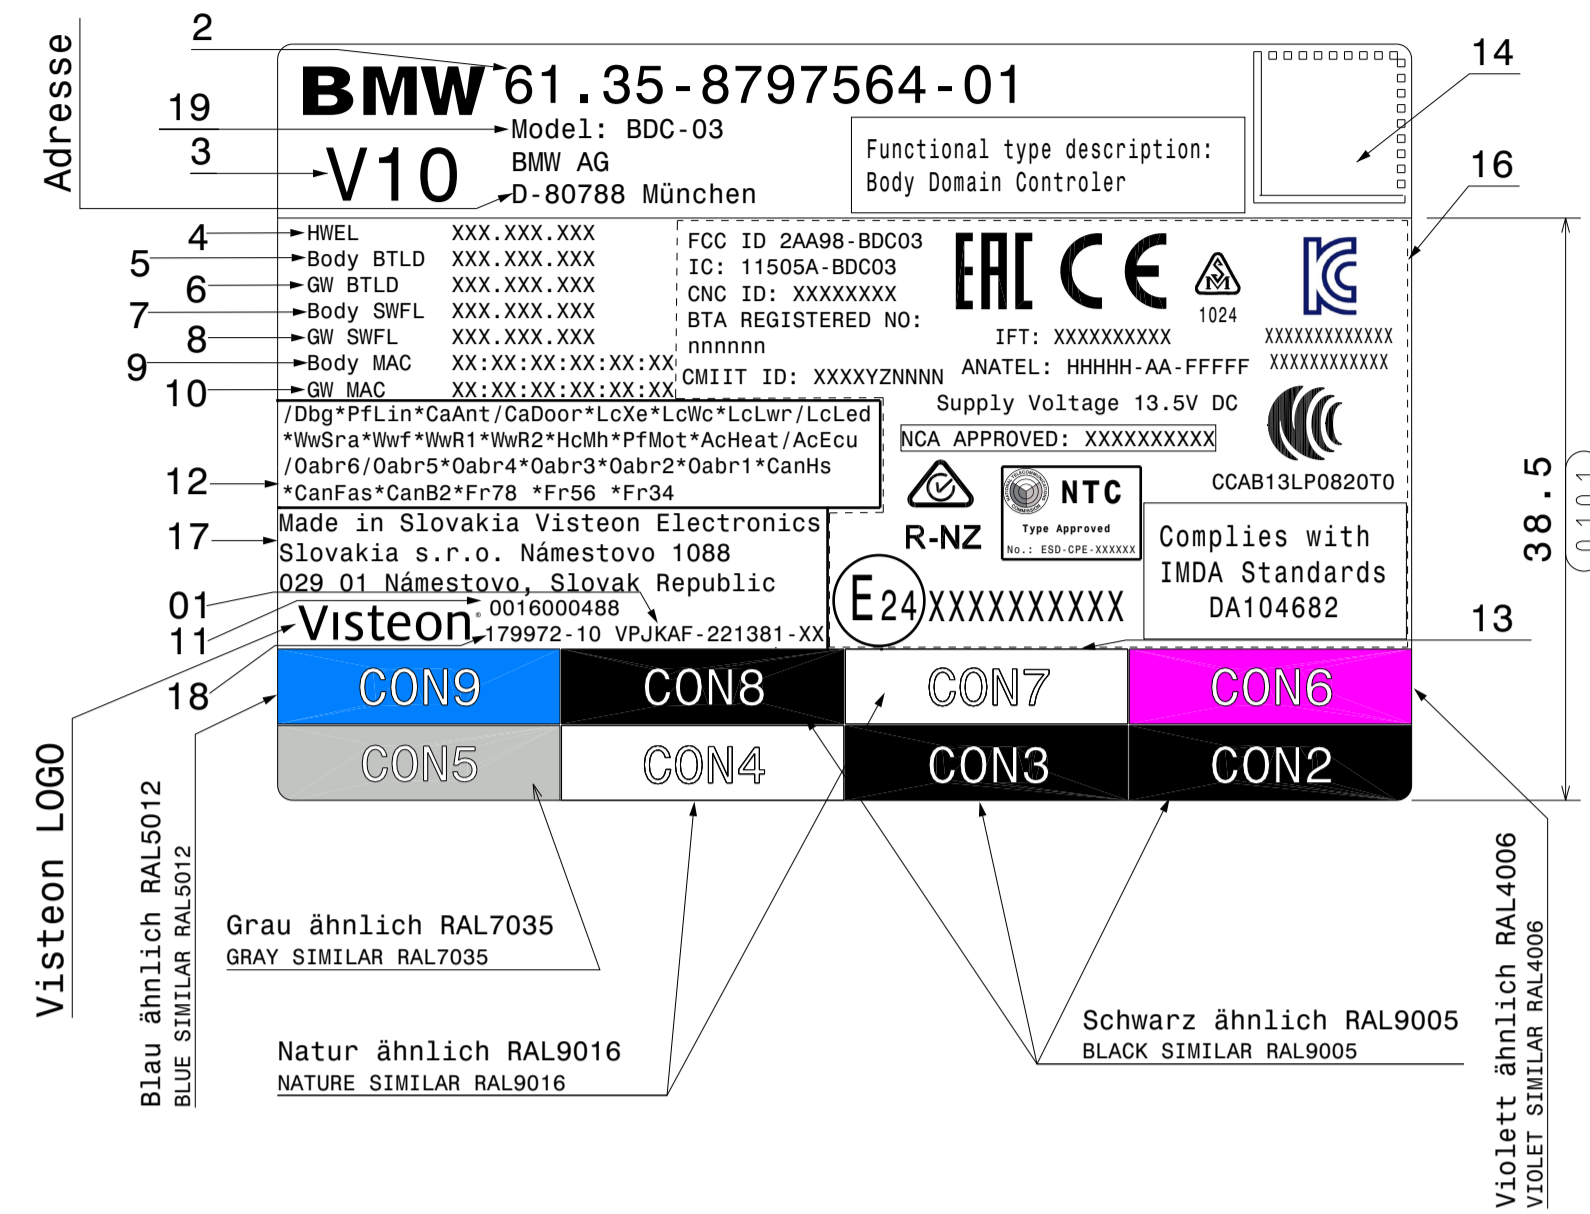 Adresse
2
19
3
BMW 61.35-8797564-01
Model: BDC-03
V10
BMW AG
D-80788 München
Functional type description:
Body Domain Controler
14
16
4
5
6
7
8
9
10
HWEL XXX.XXX.XXX
Body BTLD XXX.XXX.XXX
GW BTLD XXX.XXX.XXX
Body SWFL XXX.XXX.XXX
GW SWFL XXX.XXX.XXX
Body MAC XX:XX:XX:XX:XX:XX
GW MAC XX:XX:XX:XX:XX:XX
FCC ID 2AA98-BDC03
IC: 11505A-BDC03
CNC ID: XXXXXXXX
BTA REGISTERED NO:
nnnnnn
CMIIT ID: XXXXYZNNNN
EAC CE
SM
1024
KC
IFT: XXXXXXXXXX
XXXXXXXXXXXXX
XXXXXXXXXXXX
ANATEL: HHHHH-AA-FFFFF
Supply Voltage 13.5V DC
NCA APPROVED: XXXXXXXXXX
CCC
CCAB13LP0820T0
12
/Dbg*PfLin*CaAnt/CaDoor*LcXe*LcWc*LcLwr/LcLed
*WwSra*Wwf*WwR1*WwR2*HcMh*PfMot*AcHeat/AcEcu
/Oabr6/Oabr5*Oabr4*Oabr3*Oabr2*Oabr1*CanHs
*CanFas*CanB2*Fr78 *Fr56 *Fr34
R-NZ
NATIONAL TELECOMMUNICATIONS COMMISSION
NTC
Type Approved
No.: ESD-CPE-XXXXXX
Complies with
IMDA Standards
DA104682
17
Made in Slovakia Visteon Electronics
Slovakia s.r.o. Námestovo 1088
029 01 Námestovo, Slovak Republic
01
11
18
Visteon
0016000488
179972-10 VPJKAF-221381-XX
E24 XXXXXXXXXX
13
38.5
0101
CON9 CON8 CON7 CON6
CON5 CON4 CON3 CON2
Visteon LOGO
Blau ähnlich RAL5012
BLUE SIMILAR RAL5012
Grau ähnlich RAL7035
GRAY SIMILAR RAL7035
Natur ähnlich RAL9016
NATURE SIMILAR RAL9016
Schwarz ähnlich RAL9005
BLACK SIMILAR RAL9005
Violett ähnlich RAL4006
VIOLET SIMILAR RAL4006